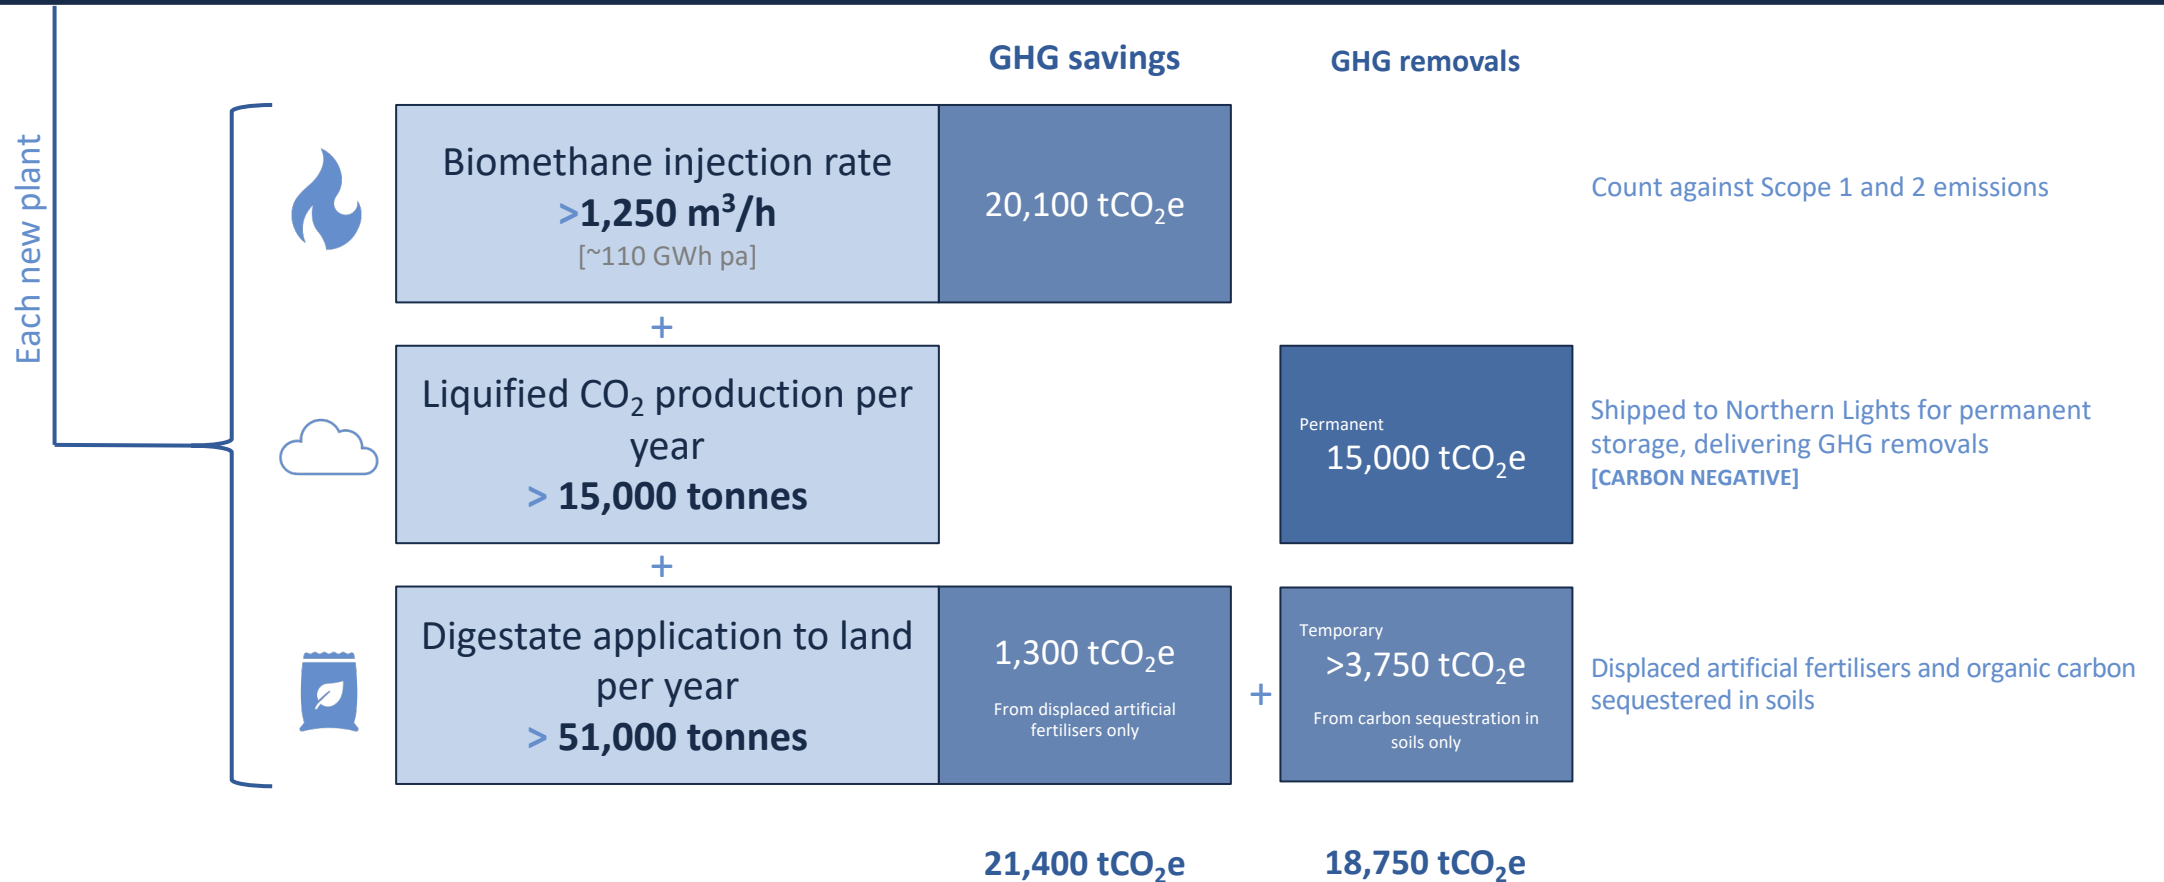 GHG savings
GHG removals
Each new plant
Biomethane injection rate
>1,250 m³/h
[~110 GWh pa]
20,100 tCO₂e
Count against Scope 1 and 2 emissions
+
Liquified CO₂ production per
year
> 15,000 tonnes
Permanent
15,000 tCO₂e
Shipped to Northern Lights for permanent
storage, delivering GHG removals
[CARBON NEGATIVE]
+
Digestate application to land
per year
> 51,000 tonnes
1,300 tCO₂e
From displaced artificial
fertilisers only
+
Temporary
>3,750 tCO₂e
From carbon sequestration in
soils only
Displaced artificial fertilisers and organic carbon
sequestered in soils
21,400 tCO₂e
18,750 tCO₂e